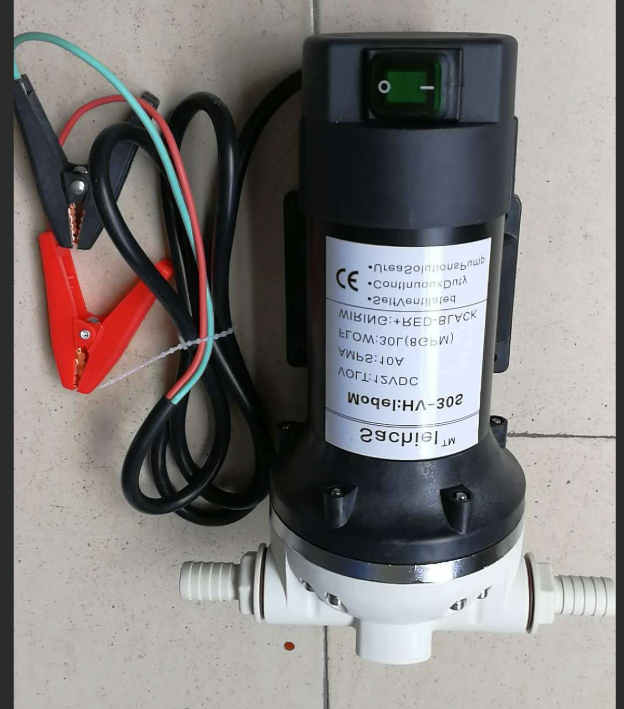 Sachiel™
Model:HV-30S
VOLT:12VDC
AMPS:10A
FLOW:30L(8GPM)
WIRING:+RED-BLACK
•SelfVentilated
•ContinuouxDuty
•UreaSolutionsPump
CE
O I